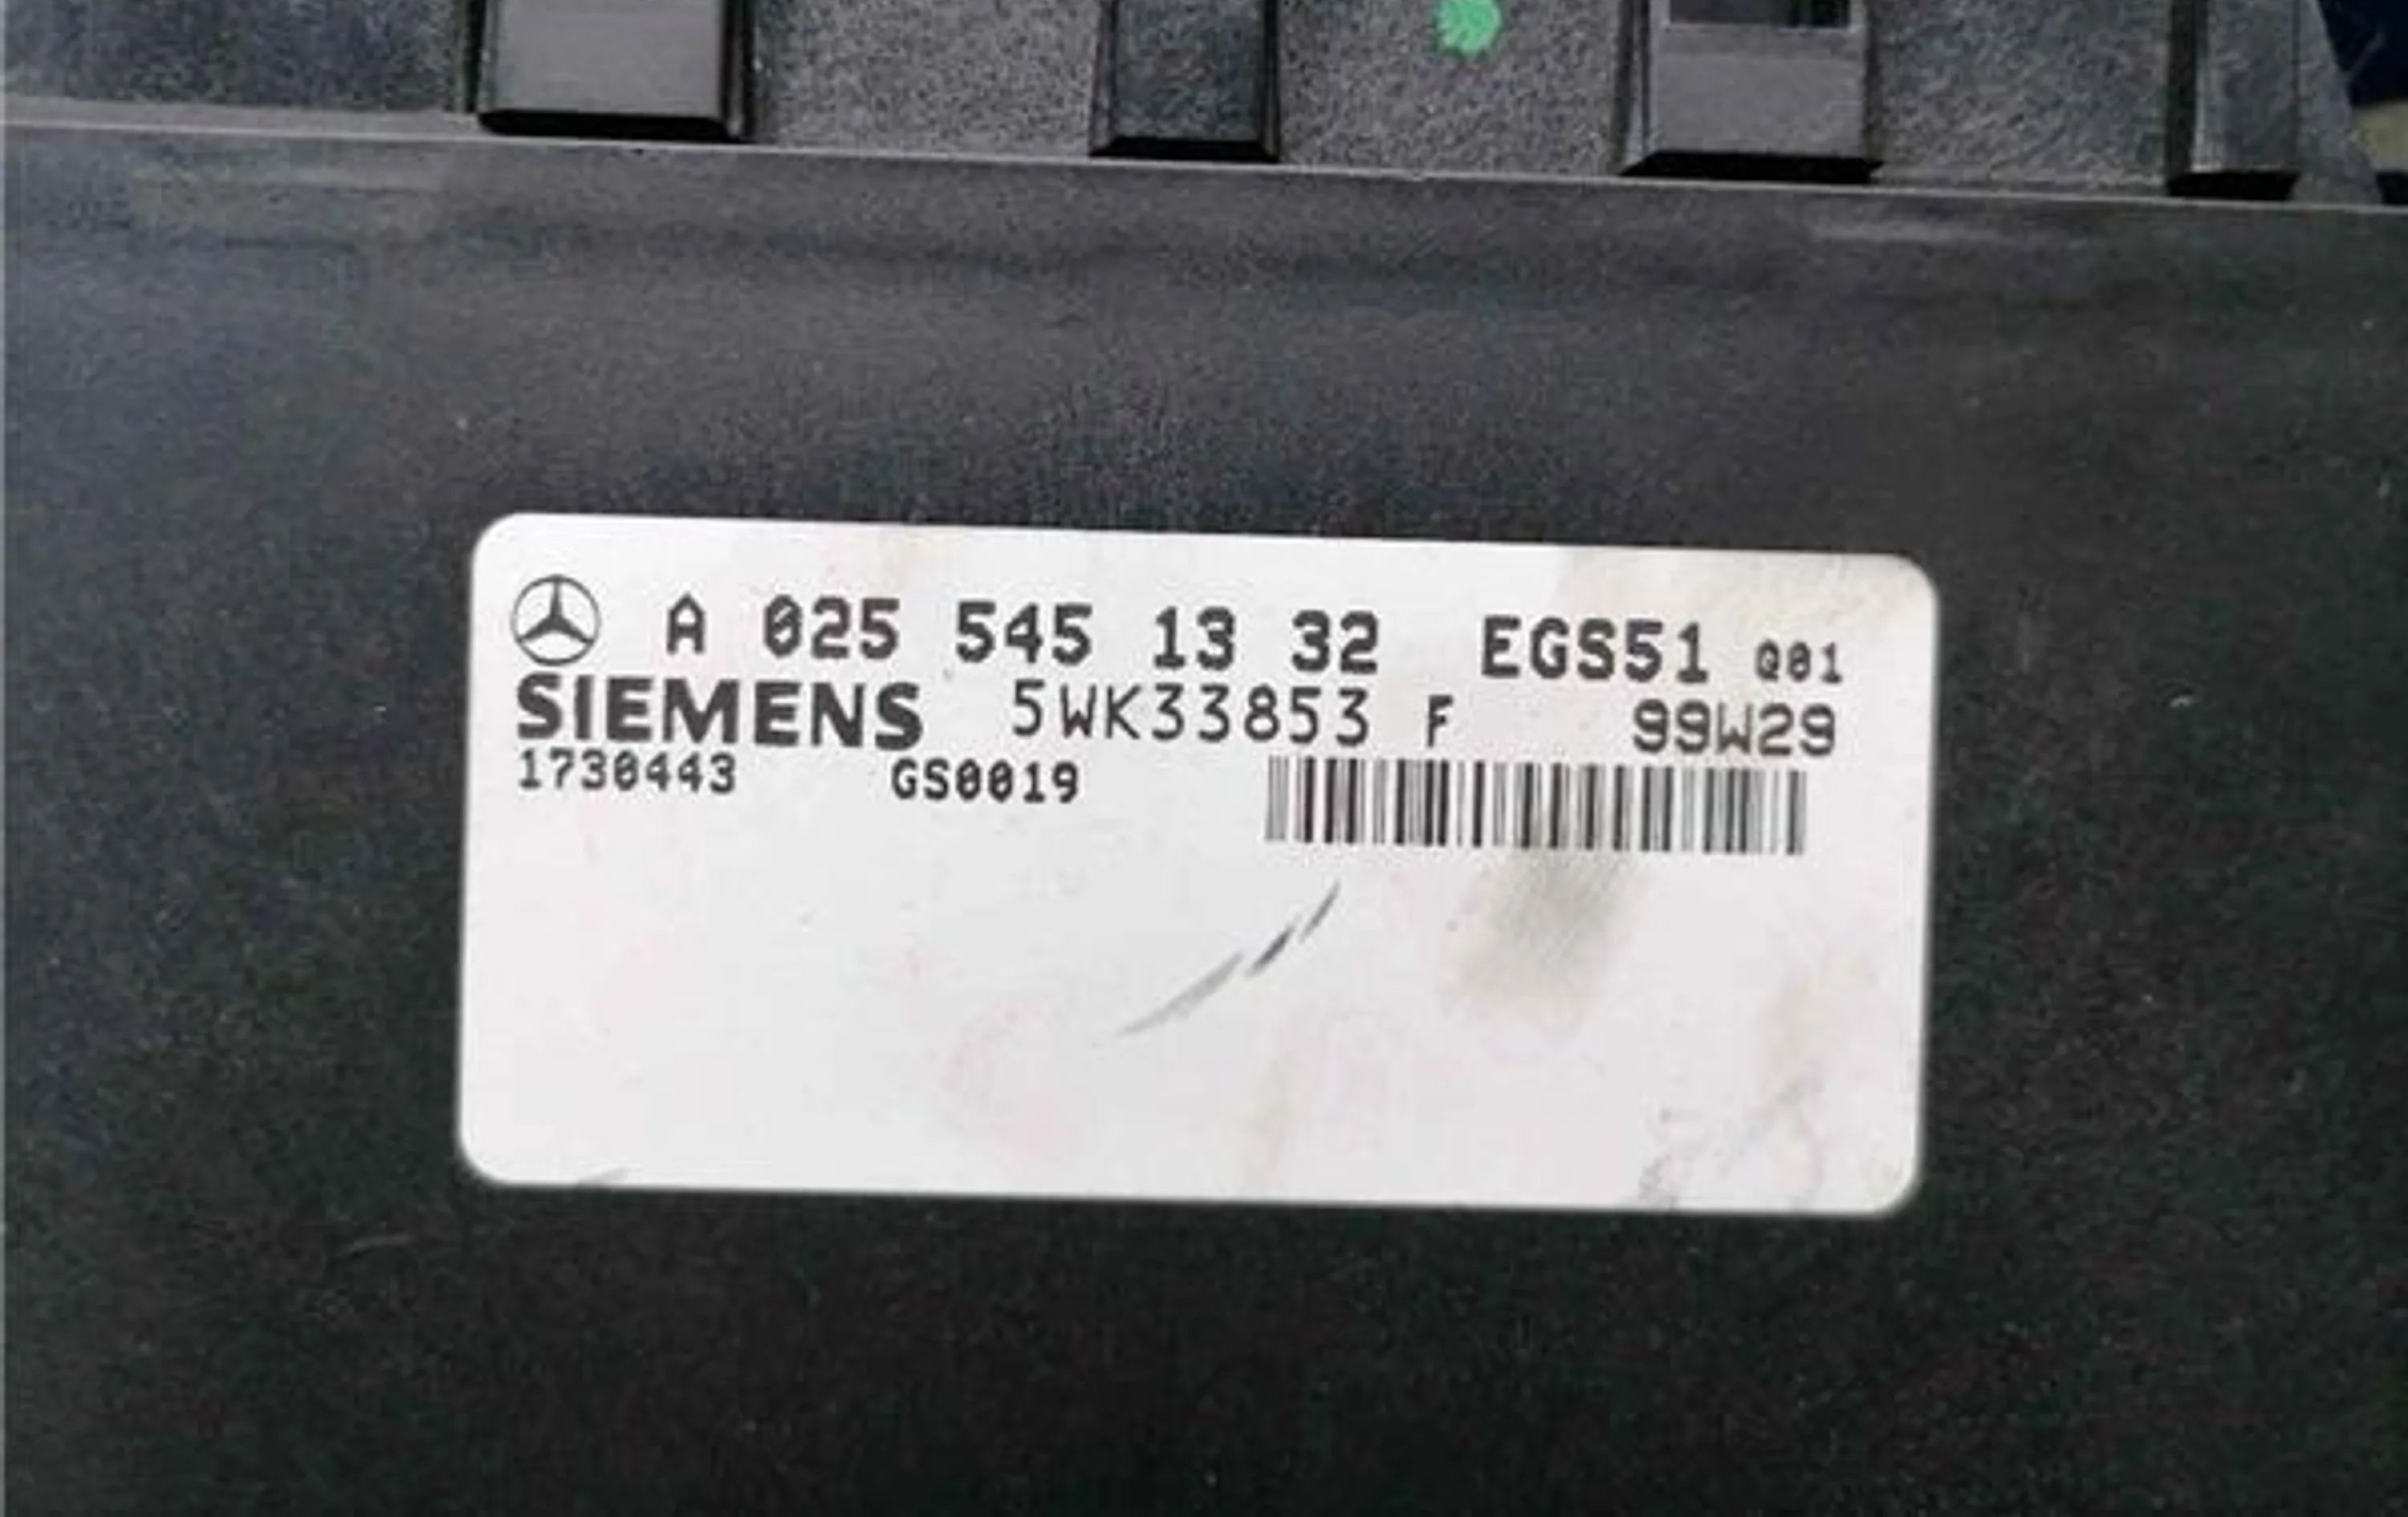 A 025 545 13 32 EGS51 Q01
SIEMENS 5WK33853 F 99W29
1730443 GS0019